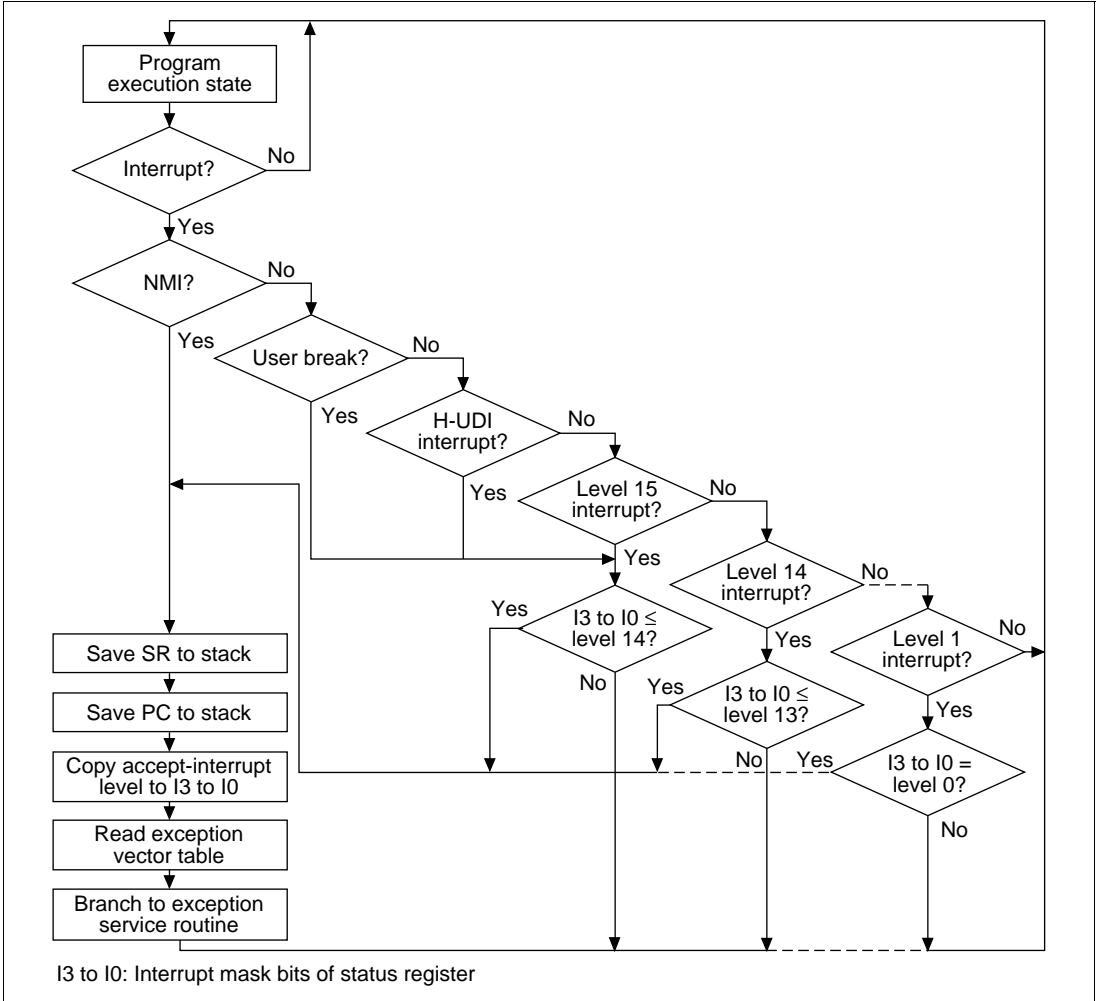 Program
execution state
Interrupt?
No
Yes
NMI?
No
Yes
User break?
No
Yes
H-UDI
interrupt?
No
Yes
Level 15
interrupt?
No
Yes
Level 14
interrupt?
No
Yes
Level 1
interrupt?
No
Yes
I3 to I0 ≤
level 14?
Yes
No
I3 to I0 ≤
level 13?
Yes
No
I3 to I0 =
level 0?
Yes
No
Save SR to stack
Save PC to stack
Copy accept-interrupt
level to I3 to I0
Read exception
vector table
Branch to exception
service routine
I3 to I0: Interrupt mask bits of status register